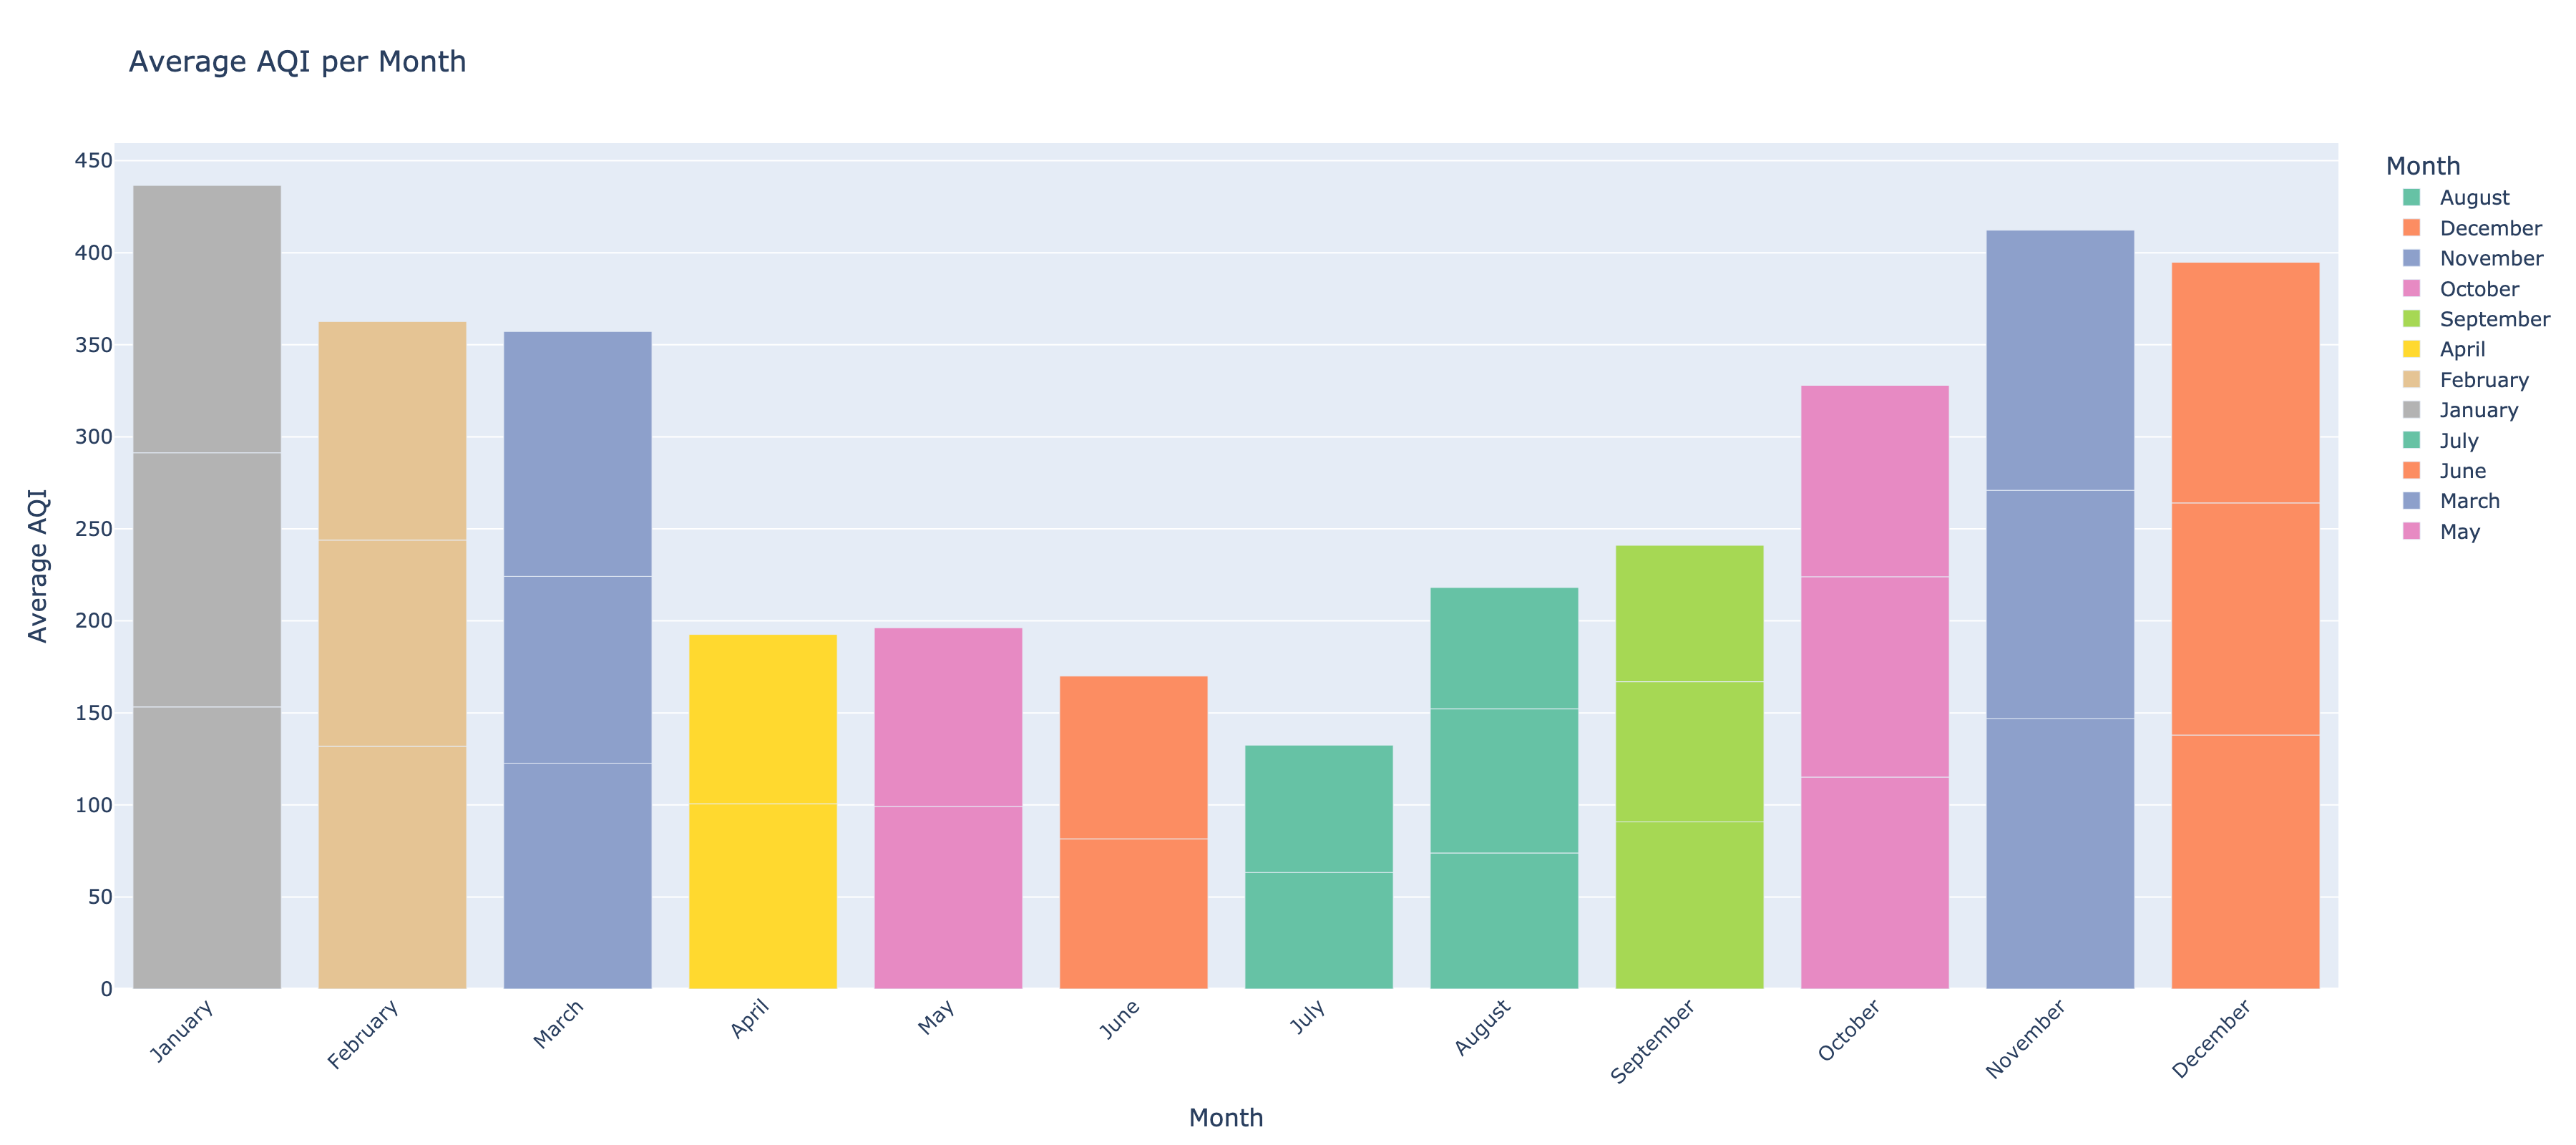 Average AQI per Month
450
400
350
300
250
200
150
100
50
0
Average AQI
January
February
March
April
May
June
July
August
September
October
November
December
Month
Month
August
December
November
October
September
April
February
January
July
June
March
May